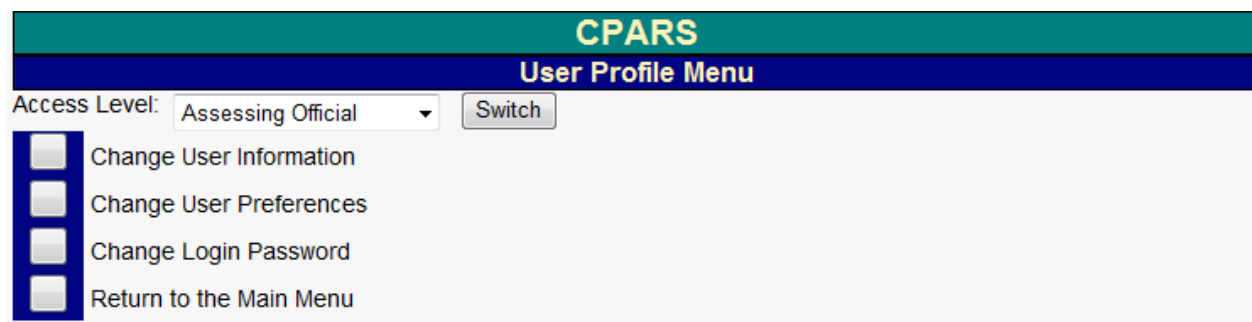 CPARS
User Profile Menu
Access Level: Assessing Official Switch
Change User Information
Change User Preferences
Change Login Password
Return to the Main Menu